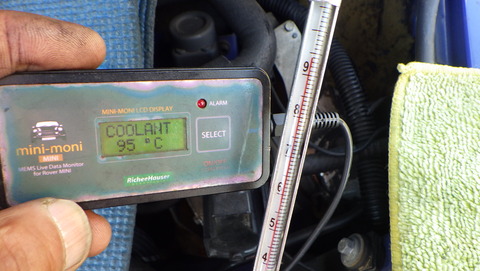 MINI-MONI LCD DISPLAY
ALARM
COOLANT
95 °C
SELECT
mini-moni
MINI
MEMS Live Data Monitor
for Rover MINI
RicherHauser
9
8
7
6
5
4